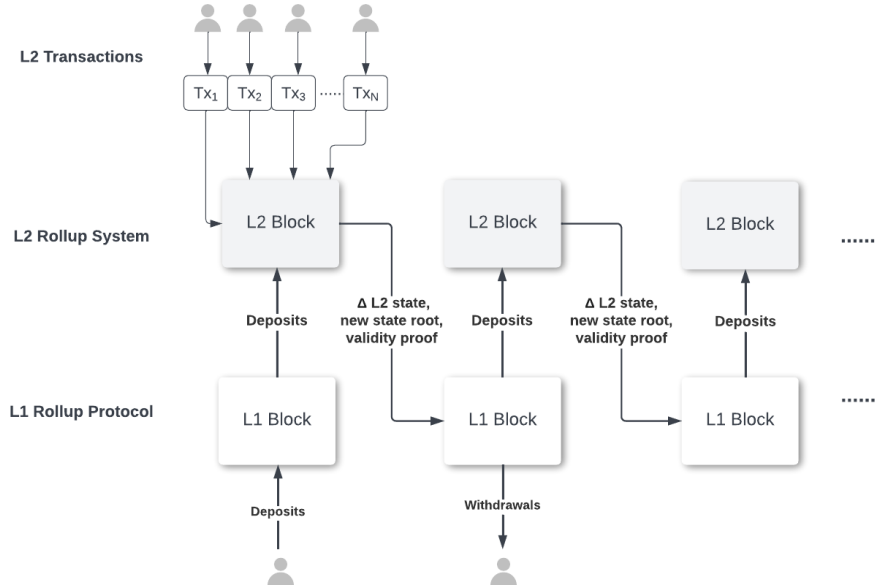 L2 Transactions
Tx1 Tx2 Tx3 ..... TxN
L2 Rollup System
L2 Block
L2 Block
L2 Block
......
Deposits
Δ L2 state,
new state root,
validity proof
Deposits
Δ L2 state,
new state root,
validity proof
Deposits
L1 Rollup Protocol
L1 Block
L1 Block
L1 Block
......
Deposits
Withdrawals